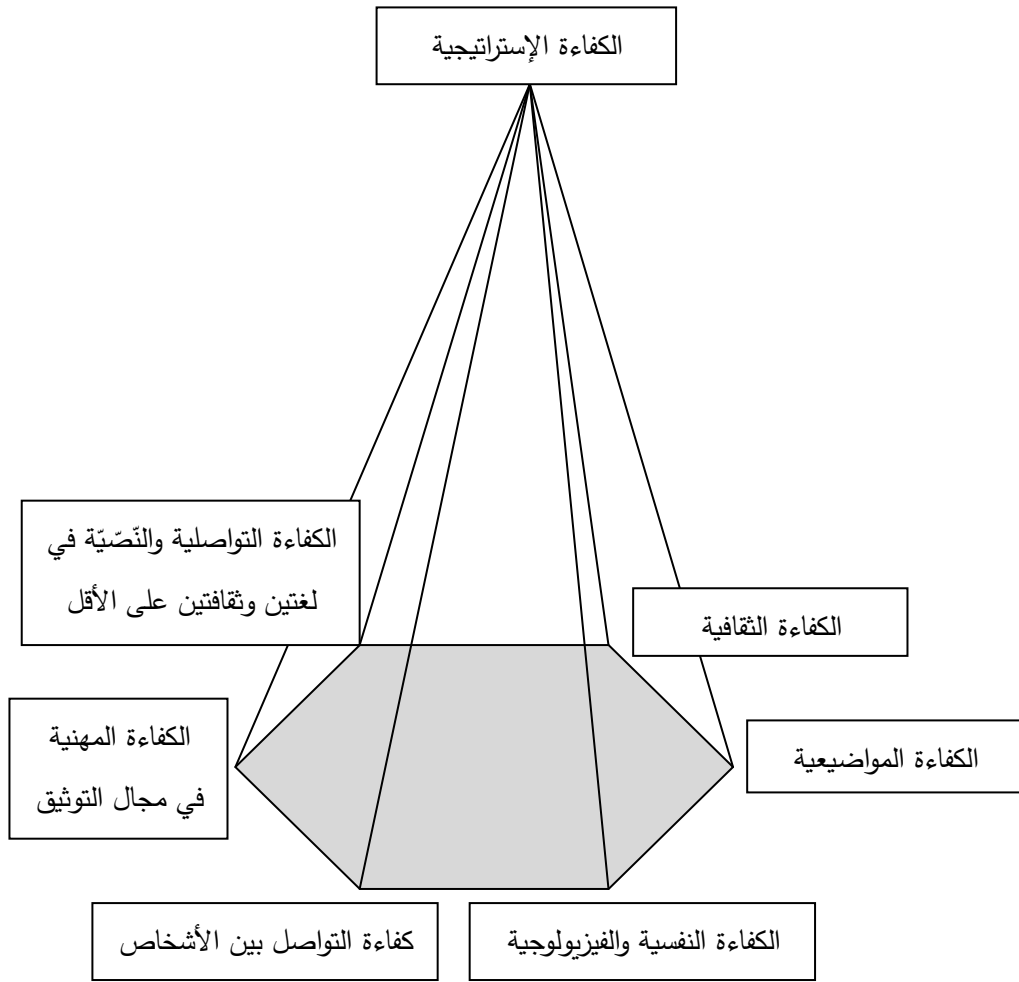 الكفاءة الإستراتيجية
الكفاءة التواصلية والنّصّيّة في
لغتين وثقافتين على الأقل
الكفاءة الثقافية
الكفاءة المهنية
في مجال التوثيق
الكفاءة المواضيعية
كفاءة التواصل بين الأشخاص
الكفاءة النفسية والفيزيولوجية